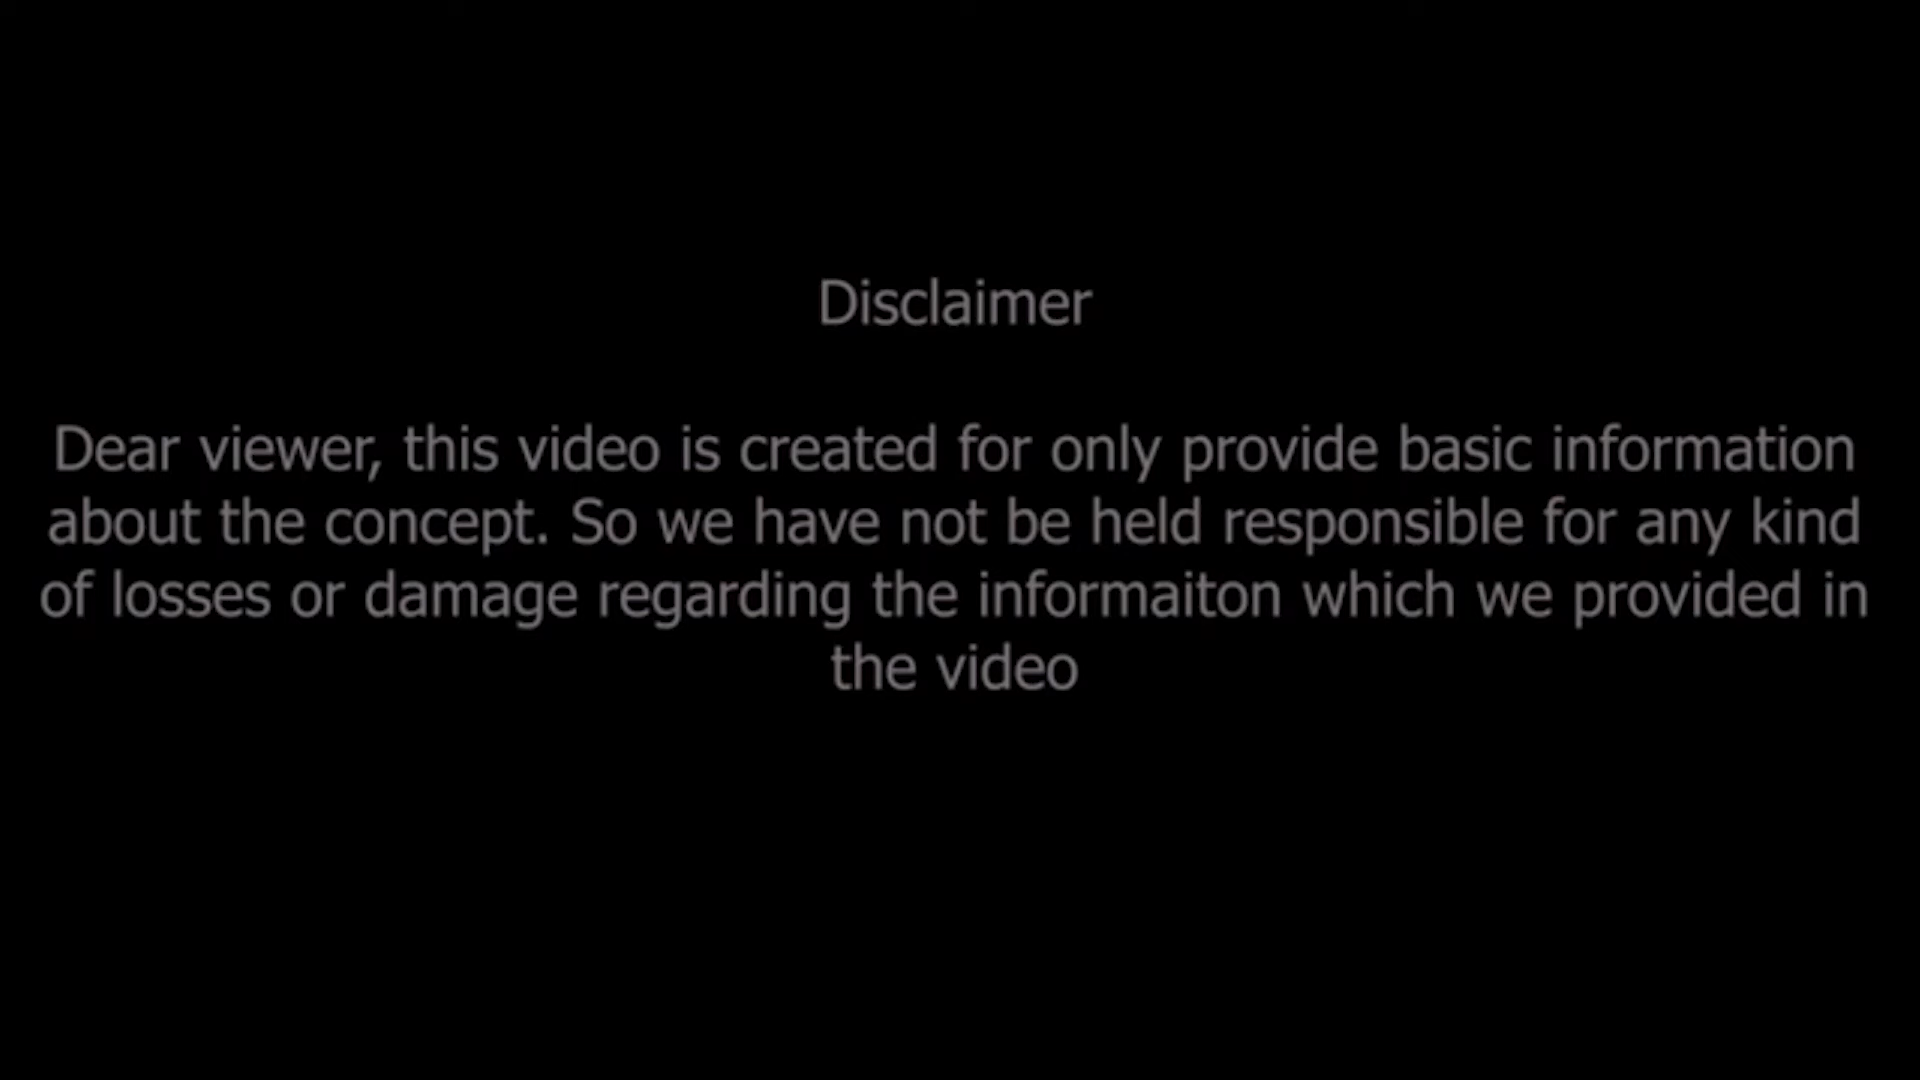 Disclaimer
Dear viewer, this video is created for only provide basic information
about the concept. So we have not be held responsible for any kind
of losses or damage regarding the informaiton which we provided in
the video